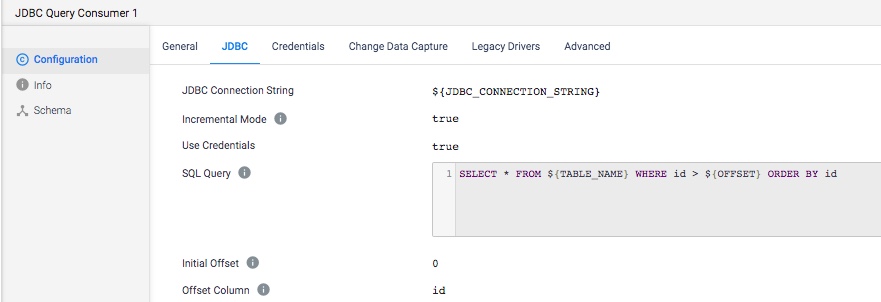 JDBC Query Consumer 1
Configuration
Info
Schema
General JDBC Credentials Change Data Capture Legacy Drivers Advanced
JDBC Connection String ${JDBC_CONNECTION_STRING}
Incremental Mode true
Use Credentials true
SQL Query 1 SELECT * FROM ${TABLE_NAME} WHERE id > ${OFFSET} ORDER BY id
Initial Offset 0
Offset Column id